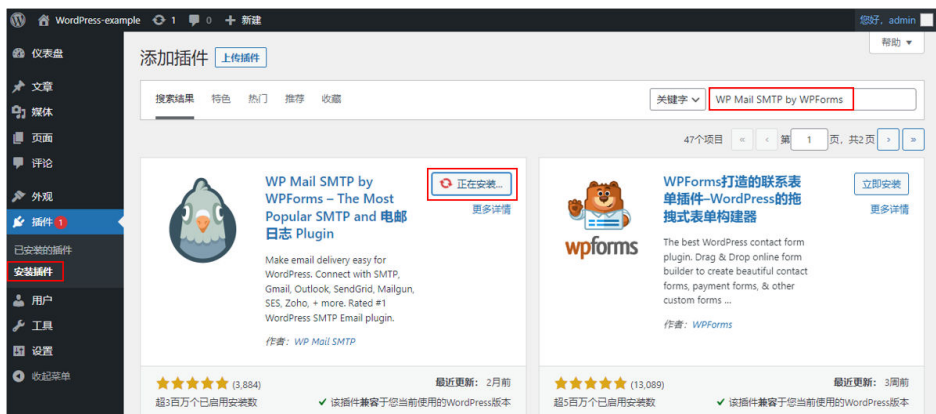 WordPress-example 1 0 新建 您好, admin
仪表盘
文章
媒体
页面
评论
外观
插件 1
已安装的插件
安装插件
用户
工具
设置
收起菜单
帮助
添加插件 上传插件
搜索结果 特色 热门 推荐 收藏 关键字 WP Mail SMTP by WPForms
47个项目 « ‹ 第 1 页, 共2页 › »
WP Mail SMTP by
WPForms – The Most
Popular SMTP and 电邮
日志 Plugin
正在安装...
更多详情
Make email delivery easy for
WordPress. Connect with SMTP,
Gmail, Outlook, SendGrid, Mailgun,
SES, Zoho, + more. Rated #1
WordPress SMTP Email plugin.
作者: WP Mail SMTP
(3,884) 最近更新: 2月前
超3百万个已启用安装数 该插件兼容于您当前使用的WordPress版本
wpforms
WPForms打造的联系表
单插件–WordPress的拖
拽式表单构建器
立即安装
更多详情
The best WordPress contact form
plugin. Drag & Drop online form
builder to create beautiful contact
forms, payment forms, & other
custom forms ...
作者: WPForms
(13,089) 最近更新: 3周前
超5百万个已启用安装数 该插件兼容于您当前使用的WordPress版本